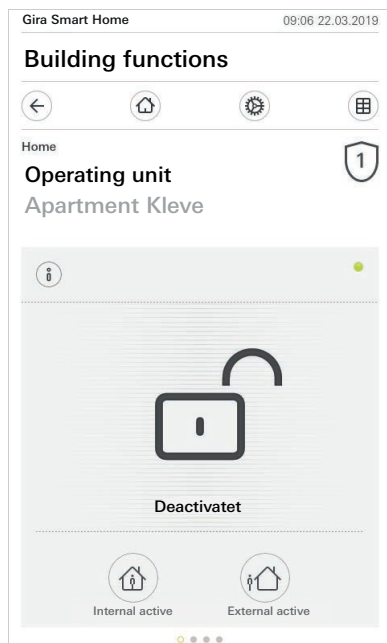 Gira Smart Home 09:06 22.03.2019
Building functions
Home
1
Operating unit
Apartment Kleve
Deactivatet
Internal active External active